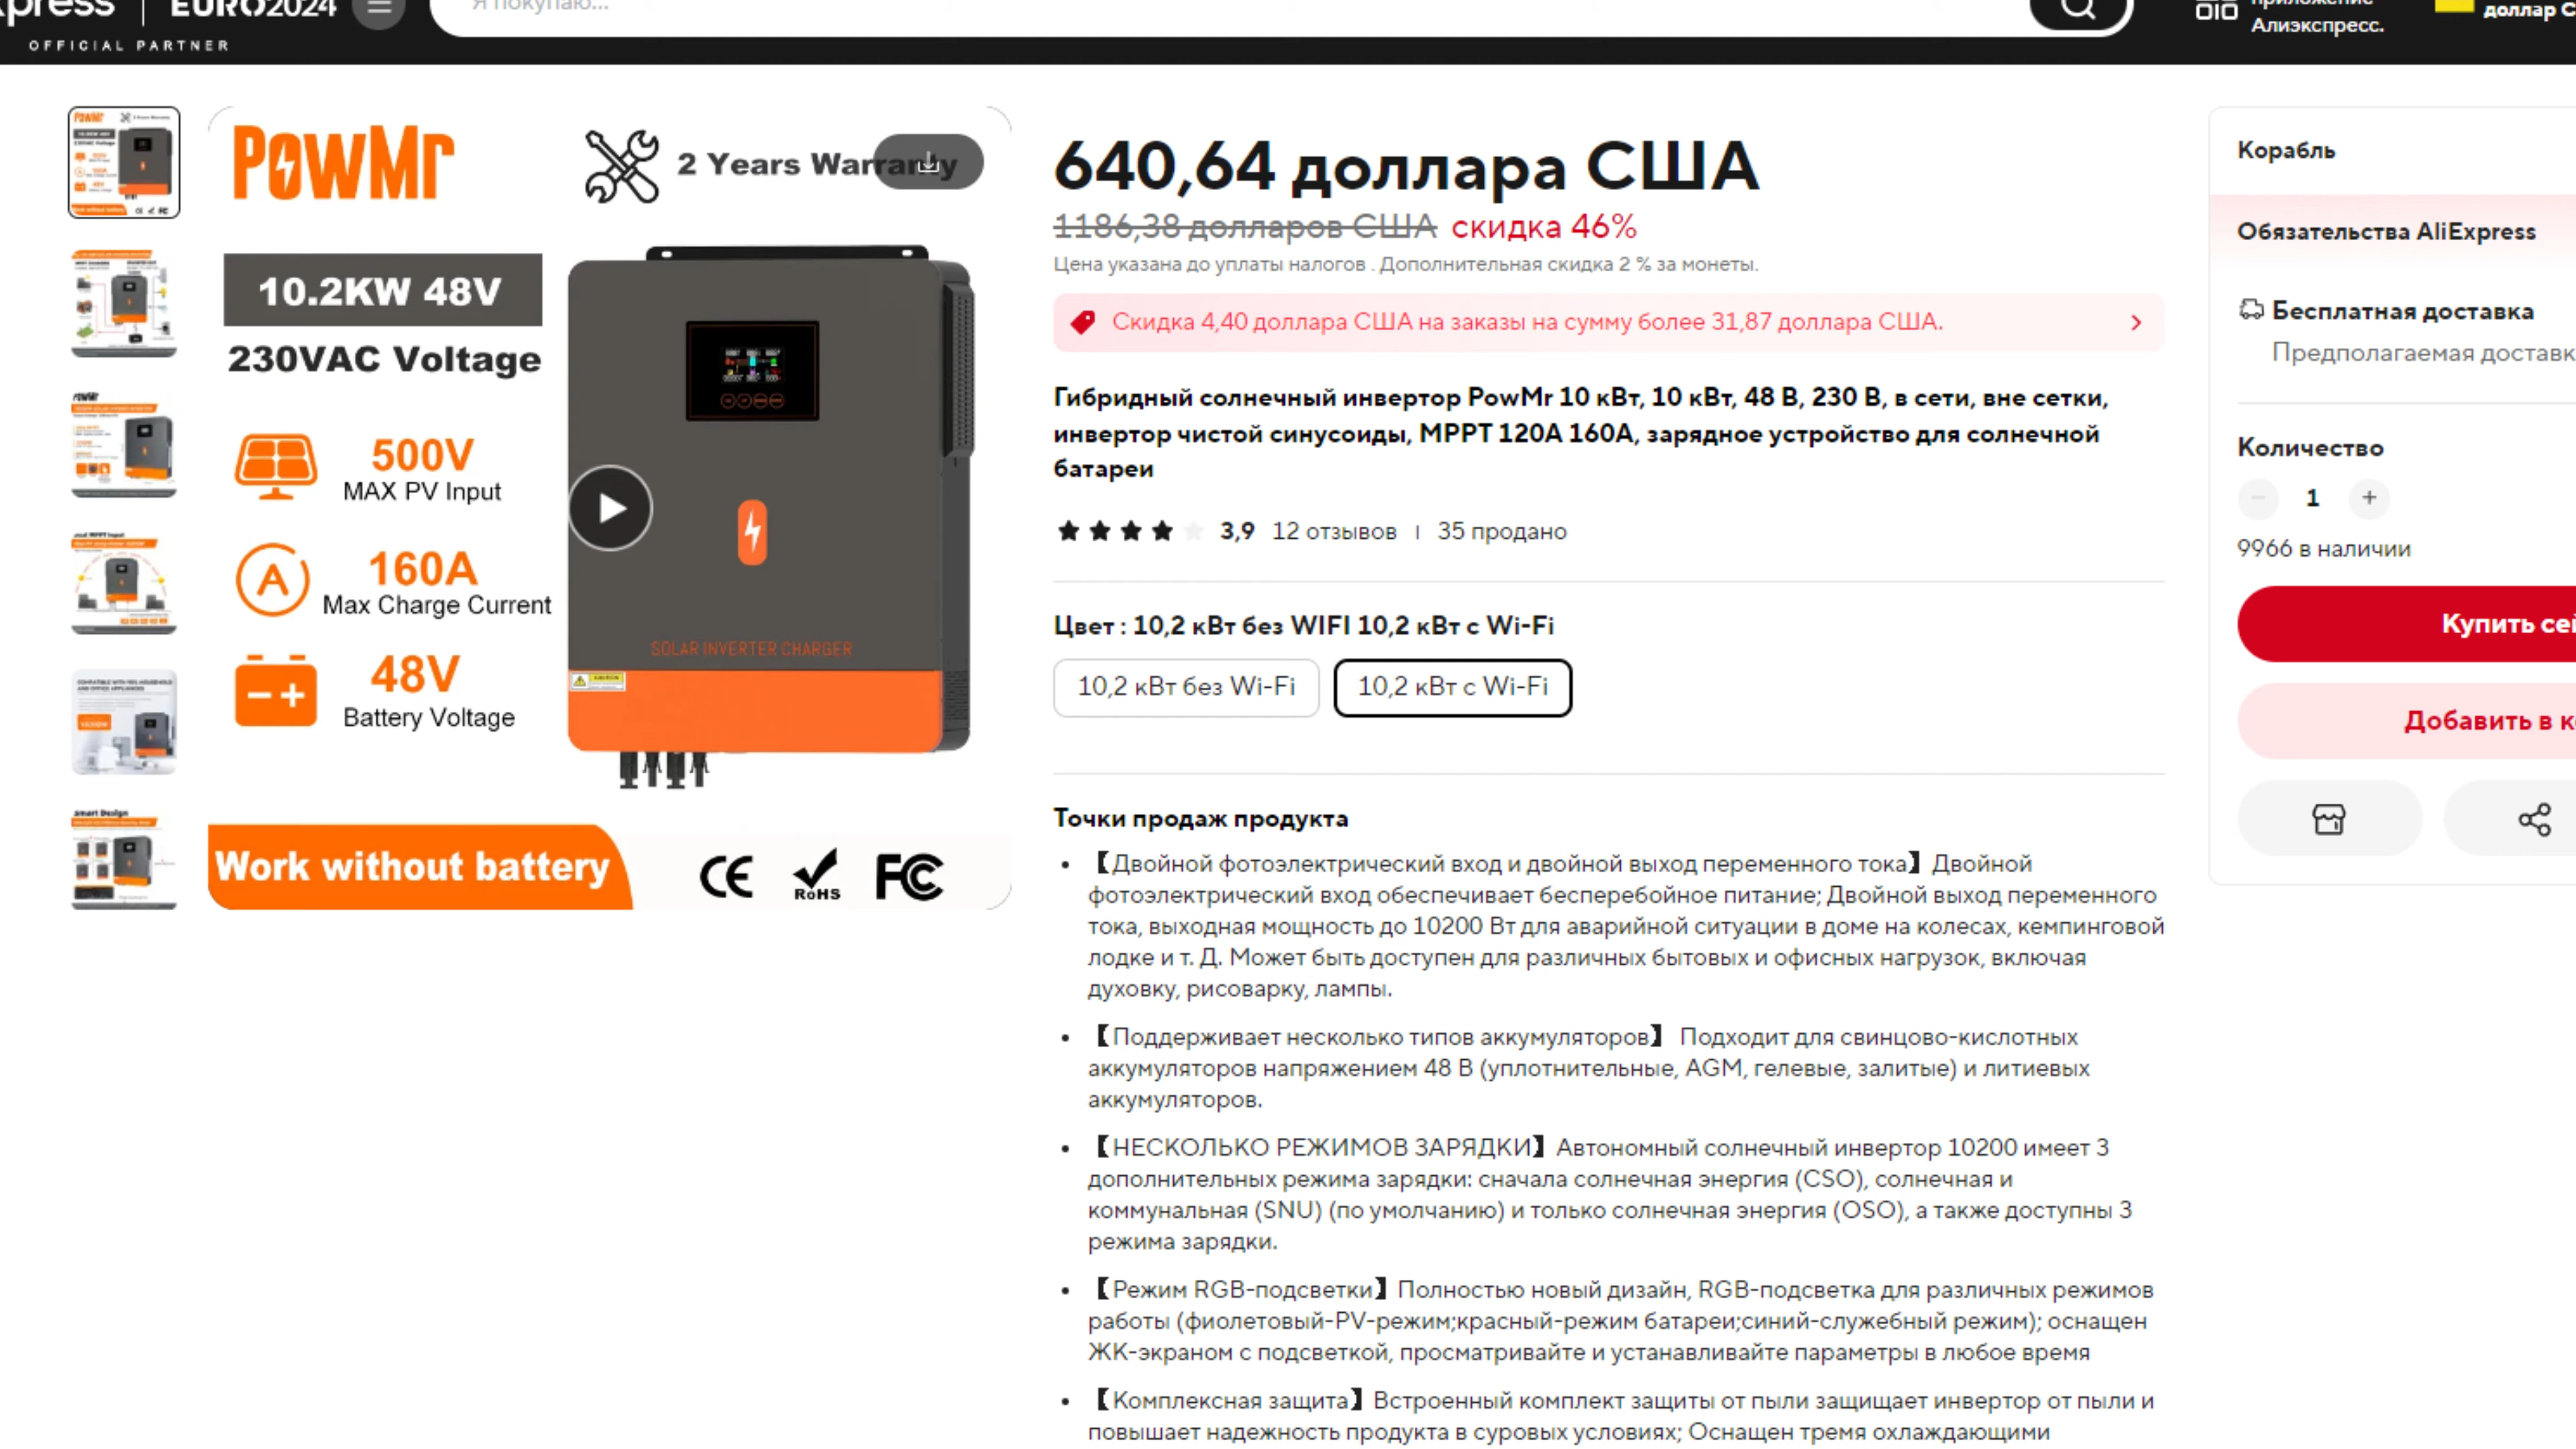 EURO2024
OFFICIAL PARTNER
Я покупаю...
Алиэкспресс.
PowMr
2 Years Warranty
10.2KW 48V
230VAC Voltage
500V
MAX PV Input
160A
Max Charge Current
48V
Battery Voltage
SOLAR INVERTER CHARGER
Work without battery
CE
RoHS
FC
640,64 доллара США
1186,38 долларов США скидка 46%
Цена указана до уплаты налогов . Дополнительная скидка 2 % за монеты.
Скидка 4,40 доллара США на заказы на сумму более 31,87 доллара США.
Гибридный солнечный инвертор PowMr 10 кВт, 10 кВт, 48 В, 230 В, в сети, вне сетки,
инвертор чистой синусоиды, MPPT 120A 160A, зарядное устройство для солнечной
батареи
3,9 12 отзывов | 35 продано
Цвет : 10,2 кВт без WIFI 10,2 кВт с Wi-Fi
10,2 кВт без Wi-Fi 10,2 кВт с Wi-Fi
Точки продаж продукта
• 【Двойной фотоэлектрический вход и двойной выход переменного тока】Двойной
фотоэлектрический вход обеспечивает бесперебойное питание; Двойной выход переменного
тока, выходная мощность до 10200 Вт для аварийной ситуации в доме на колесах, кемпинговой
лодке и т. Д. Может быть доступен для различных бытовых и офисных нагрузок, включая
духовку, рисоварку, лампы.
• 【Поддерживает несколько типов аккумуляторов】 Подходит для свинцово-кислотных
аккумуляторов напряжением 48 В (уплотнительные, AGM, гелевые, залитые) и литиевых
аккумуляторов.
• 【НЕСКОЛЬКО РЕЖИМОВ ЗАРЯДКИ】Автономный солнечный инвертор 10200 имеет 3
дополнительных режима зарядки: сначала солнечная энергия (CSO), солнечная и
коммунальная (SNU) (по умолчанию) и только солнечная энергия (OSO), а также доступны 3
режима зарядки.
• 【Режим RGB-подсветки】Полностью новый дизайн, RGB-подсветка для различных режимов
работы (фиолетовый-PV-режим;красный-режим батареи;синий-служебный режим); оснащен
ЖК-экраном с подсветкой, просматривайте и устанавливайте параметры в любое время
• 【Комплексная защита】Встроенный комплект защиты от пыли защищает инвертор от пыли и
повышает надежность продукта в суровых условиях; Оснащен тремя охлаждающими
Корабль
Обязательства AliExpress
Бесплатная доставка
Предполагаемая доставк
Количество
− 1 +
9966 в наличии
Купить сей
Добавить в к